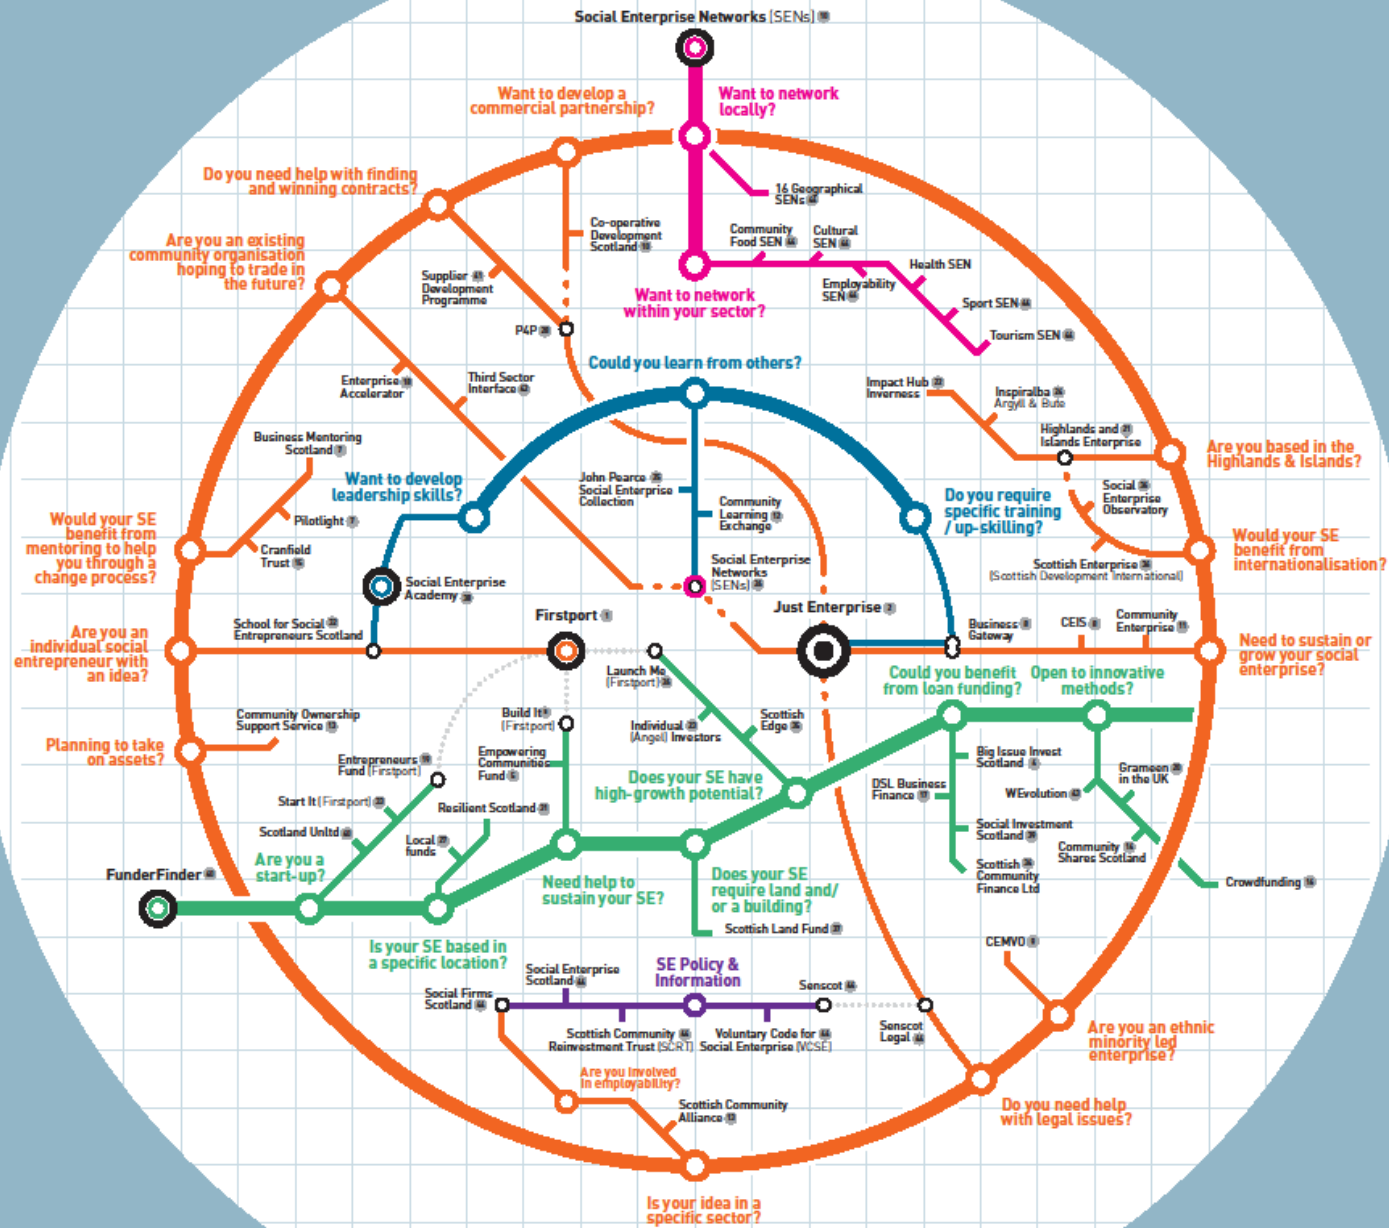 Social Enterprise Networks (SENs)
Want to develop a
commercial partnership?
Want to network
locally?
Do you need help with finding
and winning contracts?
16 Geographical
SENs
Are you an existing
community organisation
hoping to trade in
the future?
Co-operative
Development
Scotland
Community
Food SEN
Cultural
SEN
Supplier
Development
Programme
Employability
SEN
Health SEN
Want to network
within your sector?
Sport SEN
P4P
Tourism SEN
Could you learn from others?
Enterprise
Accelerator
Third Sector
Interface
Impact Hub
Inverness
Inspiralba
Argyll & Bute
Highlands and
Islands Enterprise
Business Mentoring
Scotland
Are you based in the
Highlands & Islands?
Want to develop
leadership skills?
John Pearce
Social Enterprise
Collection
Community
Learning
Exchange
Do you require
specific training
/ up-skilling?
Social
Enterprise
Observatory
Would your SE
benefit from
mentoring to help
you through a
change process?
Pilotlight
Cranfield
Trust
Would your SE
benefit from
internationalisation?
Scottish Enterprise
(Scottish Development International)
Social Enterprise
Academy
Social Enterprise
Networks
(SENs)
Firstport
Just Enterprise
School for Social
Entrepreneurs Scotland
Business
Gateway
CEIS
Community
Enterprise
Are you an
individual social
entrepreneur with
an idea?
Need to sustain or
grow your social
enterprise?
Launch Me
(Firstport)
Could you benefit
from loan funding?
Open to innovative
methods?
Community Ownership
Support Service
Build It
(Firstport)
Individual
(Angel) Investors
Scottish
Edge
Planning to take
on assets?
Entrepreneurs
Fund (Firstport)
Empowering
Communities
Fund
Does your SE have
high-growth potential?
Big Issue Invest
Scotland
Grameen
in the UK
DSL Business
Finance
WEvolution
Start It (Firstport)
Resilient Scotland
Scotland Unltd
Local
funds
Social Investment
Scotland
Community
Shares Scotland
Are you a
start-up?
FunderFinder
Need help to
sustain your SE?
Does your SE
require land and/
or a building?
Scottish
Community
Finance Ltd
Crowdfunding
Scottish Land Fund
Is your SE based in
a specific location?
CEMVO
Social Enterprise
Scotland
SE Policy &
Information
Social Firms
Scotland
Senscot
Scottish Community
Reinvestment Trust (SCRT)
Voluntary Code for
Social Enterprise (VCSE)
Senscot
Legal
Are you an ethnic
minority led
enterprise?
Are you involved
in employability?
Scottish Community
Alliance
Do you need help
with legal issues?
Is your idea in a
specific sector?